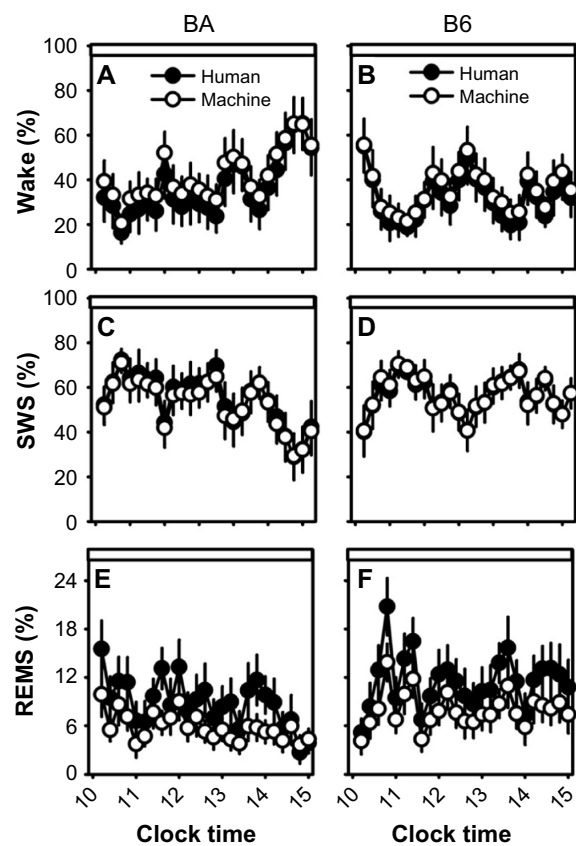 BA B6
Wake (%)
100
80
60
40
20
0
A
Human
Machine
B
Human
Machine
SWS (%)
100
80
60
40
20
0
C
D
REMS (%)
24
18
12
6
0
E
F
10 11 12 13 14 15
10 11 12 13 14 15
Clock time Clock time